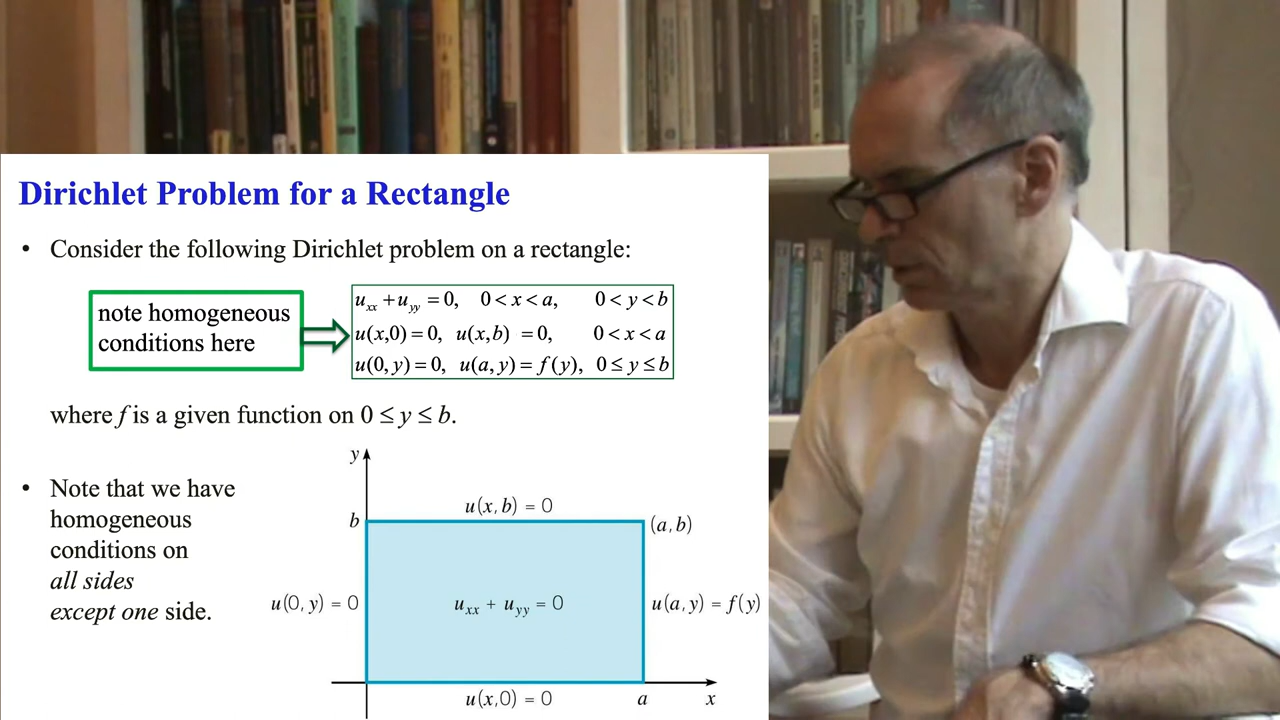 Dirichlet Problem for a Rectangle
• Consider the following Dirichlet problem on a rectangle:
note homogeneous
conditions here
u_xx + u_yy = 0, 0 < x < a, 0 < y < b
u(x,0) = 0, u(x,b) = 0, 0 < x < a
u(0, y) = 0, u(a, y) = f(y), 0 ≤ y ≤ b
where f is a given function on 0 ≤ y ≤ b.
• Note that we have
homogeneous
conditions on
all sides
except one side.
y
u(x, b) = 0
b
(a, b)
u(0, y) = 0
u_xx + u_yy = 0
u(a, y) = f(y)
u(x,0) = 0
a
x